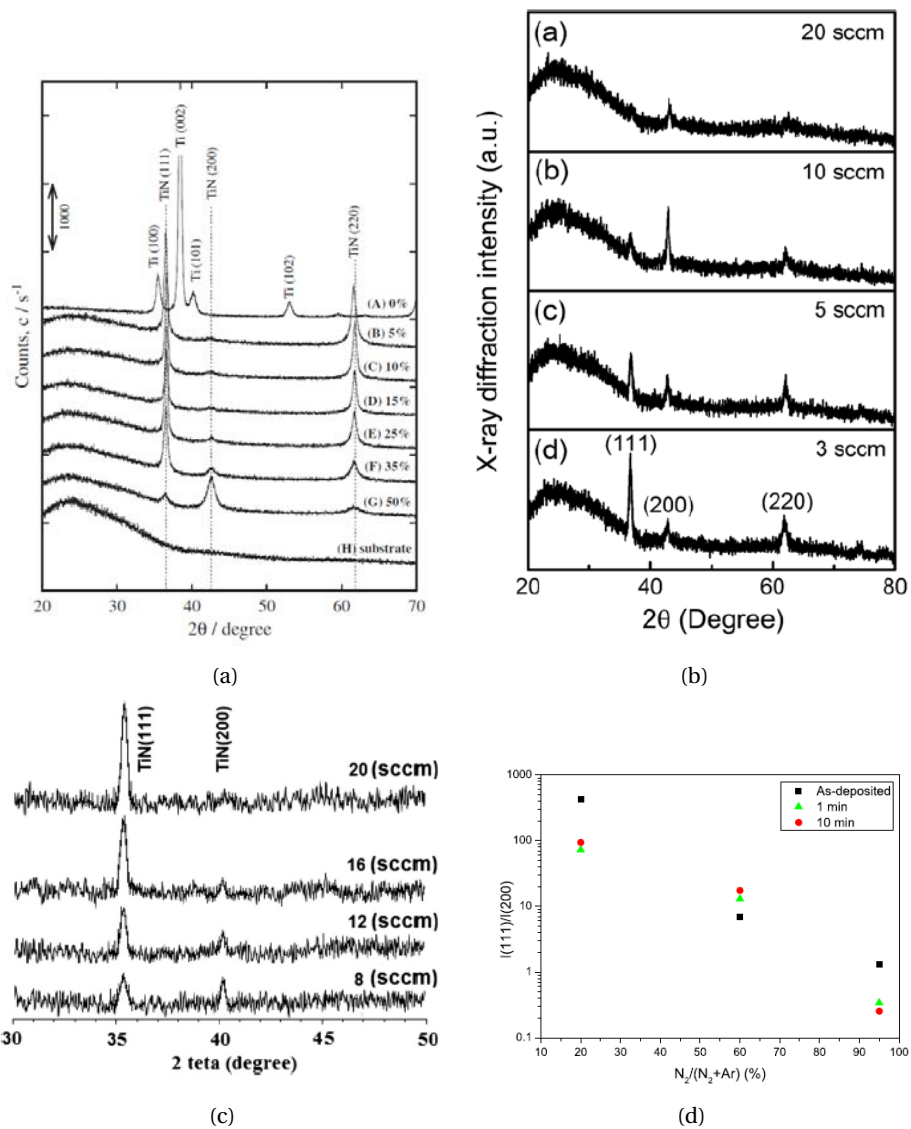 Counts, c / s⁻¹
1000
Ti (100)
TiN (111)
Ti (002)
Ti (101)
TiN (200)
Ti (102)
TiN (220)
(A) 0%
(B) 5%
(C) 10%
(D) 15%
(E) 25%
(F) 35%
(G) 50%
(H) substrate
20 30 40 50 60 70
2θ / degree
(a)
X-ray diffraction intensity (a.u.)
(a) 20 sccm
(b) 10 sccm
(c) 5 sccm
(d) (111) 3 sccm
(200) (220)
20 40 60 80
2θ (Degree)
(b)
TiN(111) TiN(200)
20 (sccm)
16 (sccm)
12 (sccm)
8 (sccm)
30 35 40 45 50
2 teta (degree)
(c)
I(111)/I(200)
1000
100
10
1
0.1
As-deposited
1 min
10 min
10 20 30 40 50 60 70 80 90 100
N₂/(N₂+Ar) (%)
(d)